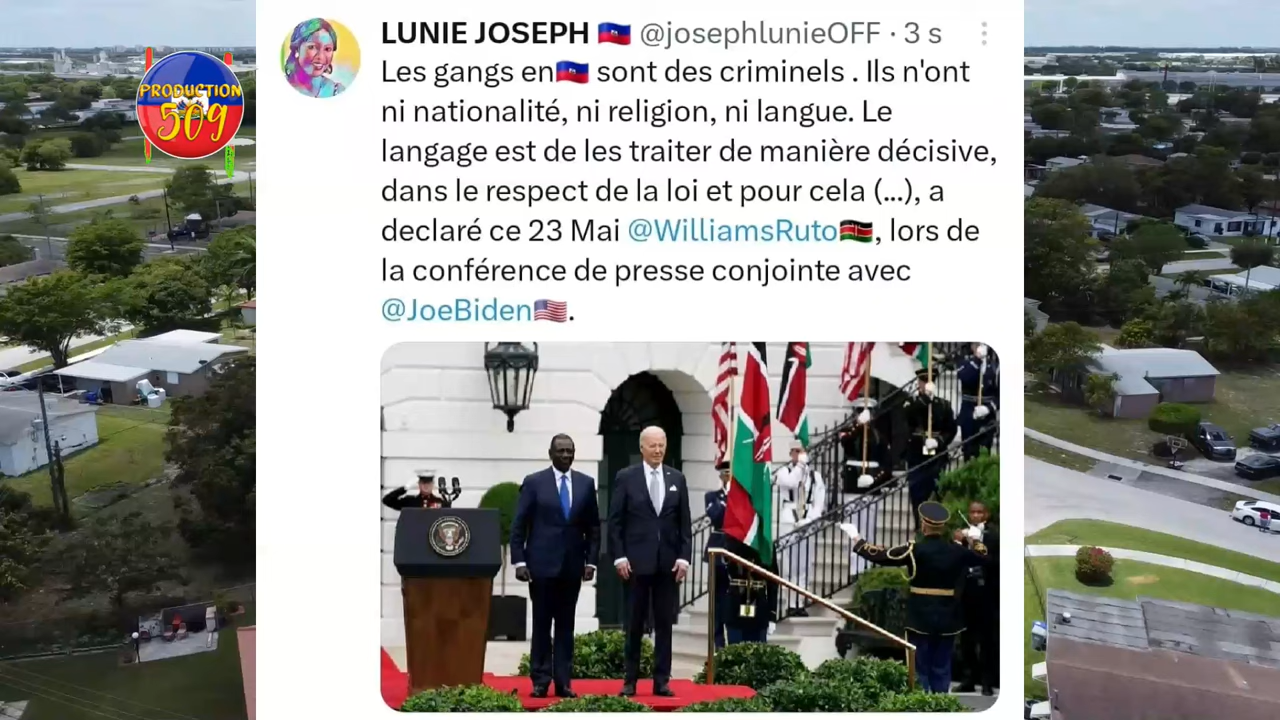 PRODUCTION
509
LUNIE JOSEPH 🇭🇹 @josephlunieOFF · 3 s
Les gangs en🇭🇹 sont des criminels . Ils n'ont
ni nationalité, ni religion, ni langue. Le
langage est de les traiter de manière décisive,
dans le respect de la loi et pour cela (...), a
declaré ce 23 Mai @WilliamsRuto🇰🇪, lors de
la conférence de presse conjointe avec
@JoeBiden🇺🇸.